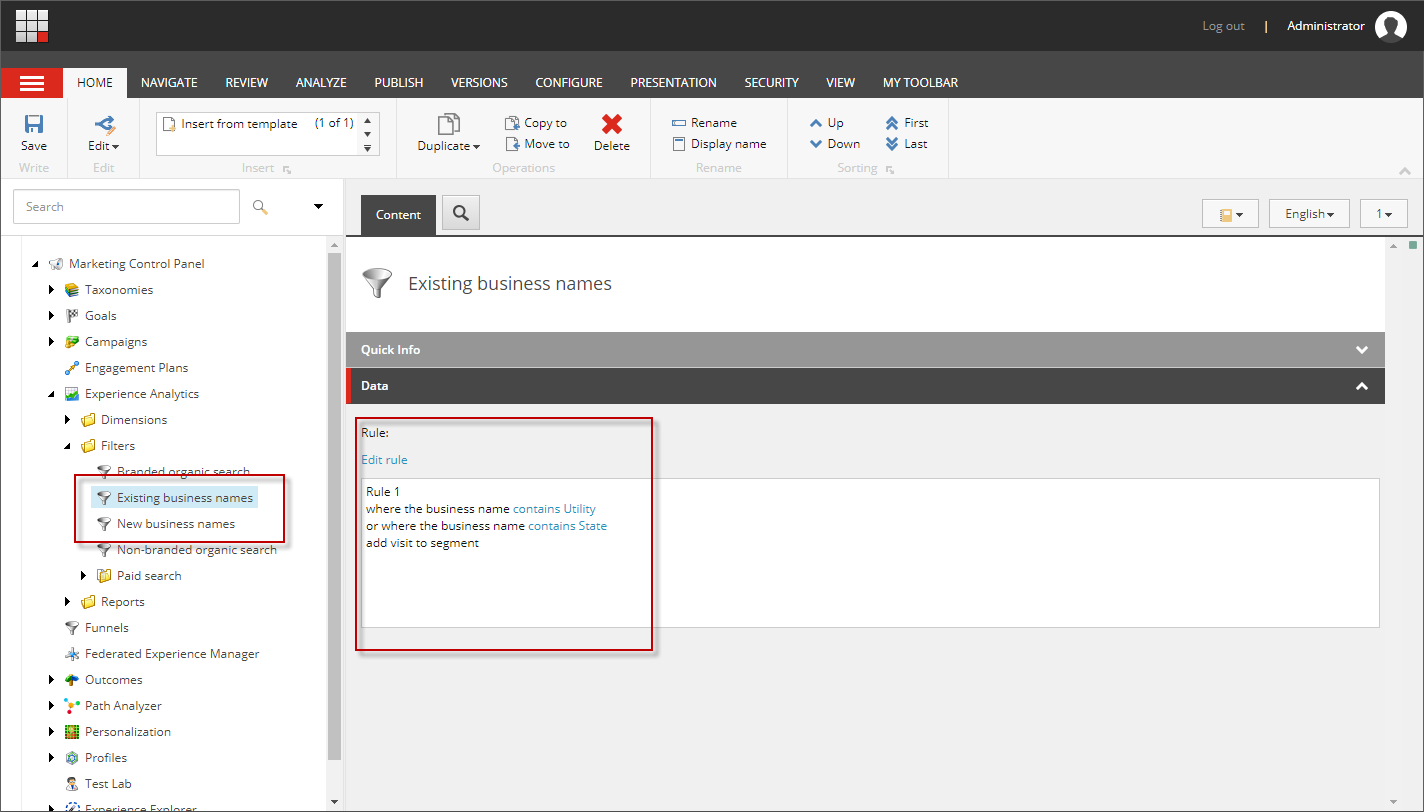 Log out | Administrator
HOME NAVIGATE REVIEW ANALYZE PUBLISH VERSIONS CONFIGURE PRESENTATION SECURITY VIEW MY TOOLBAR
Insert from template (1 of 1)
Copy to
Rename
Up
First
Save
Edit
Duplicate
Move to
Delete
Display name
Down
Last
Write
Edit
Insert
Operations
Rename
Sorting
Search
Content
English
1
Marketing Control Panel
Taxonomies
Goals
Campaigns
Engagement Plans
Experience Analytics
Dimensions
Filters
Branded organic search
Existing business names
New business names
Non-branded organic search
Paid search
Reports
Funnels
Federated Experience Manager
Outcomes
Path Analyzer
Personalization
Profiles
Test Lab
Experience Explorer
Existing business names
Quick Info
Data
Rule:
Edit rule
Rule 1
where the business name contains Utility
or where the business name contains State
add visit to segment